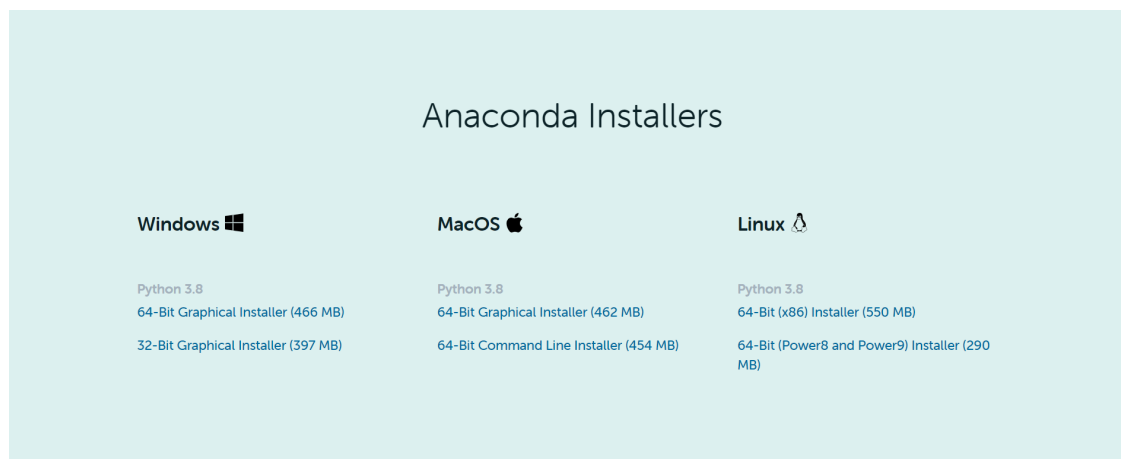 Anaconda Installers
Windows
MacOS
Linux
Python 3.8
64-Bit Graphical Installer (466 MB)
32-Bit Graphical Installer (397 MB)
Python 3.8
64-Bit Graphical Installer (462 MB)
64-Bit Command Line Installer (454 MB)
Python 3.8
64-Bit (x86) Installer (550 MB)
64-Bit (Power8 and Power9) Installer (290
MB)